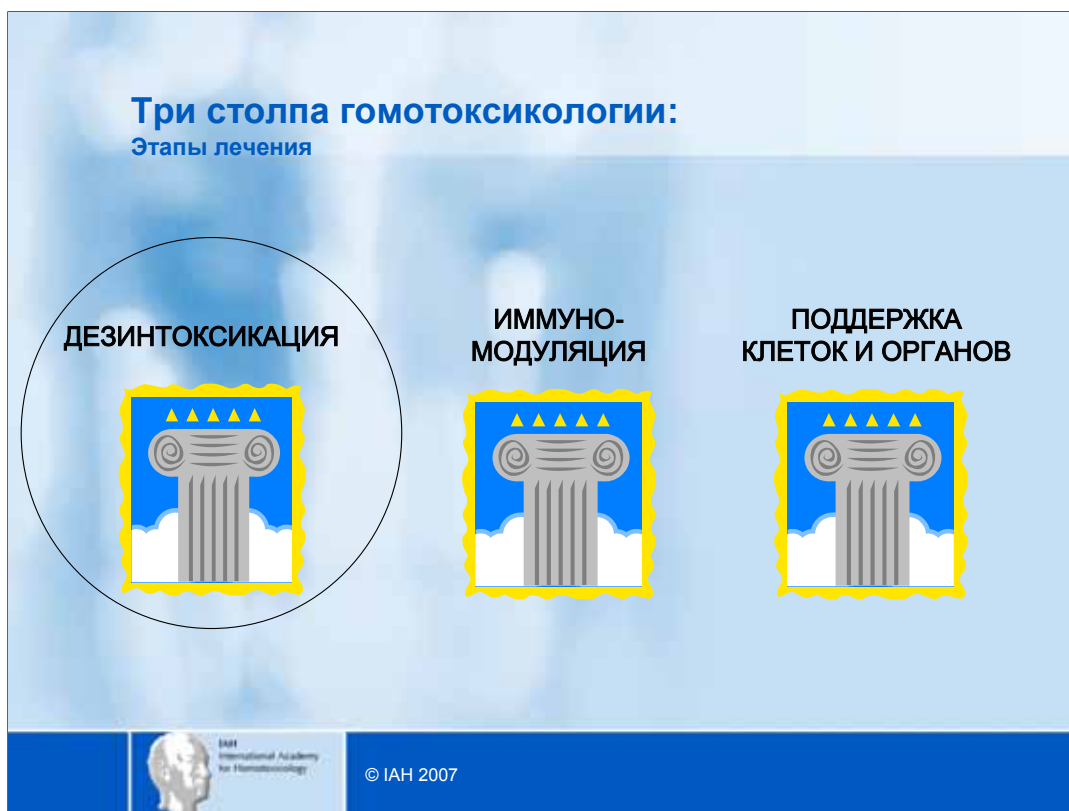 Три столпа гомотоксикологии:
Этапы лечения
ДЕЗИНТОКСИКАЦИЯ
ИММУНО-
МОДУЛЯЦИЯ
ПОДДЕРЖКА
КЛЕТОК И ОРГАНОВ
IAH
International Academy
for Homotoxicology
© IAH 2007